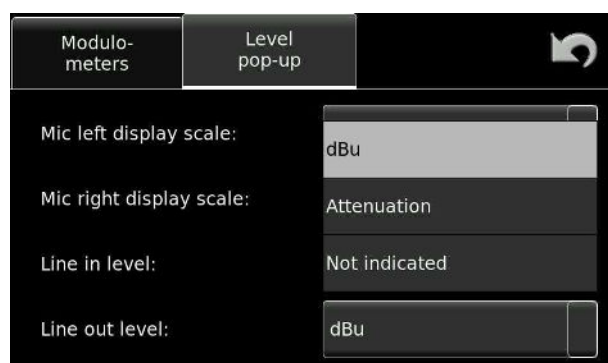 Modulo-
meters
Level
pop-up
Mic left display scale:
dBu
Mic right display scale:
Attenuation
Line in level:
Not indicated
Line out level:
dBu